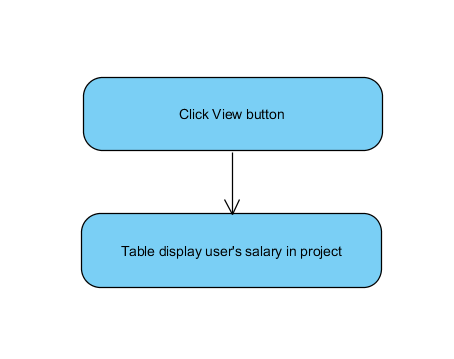 Click View button
Table display user's salary in project